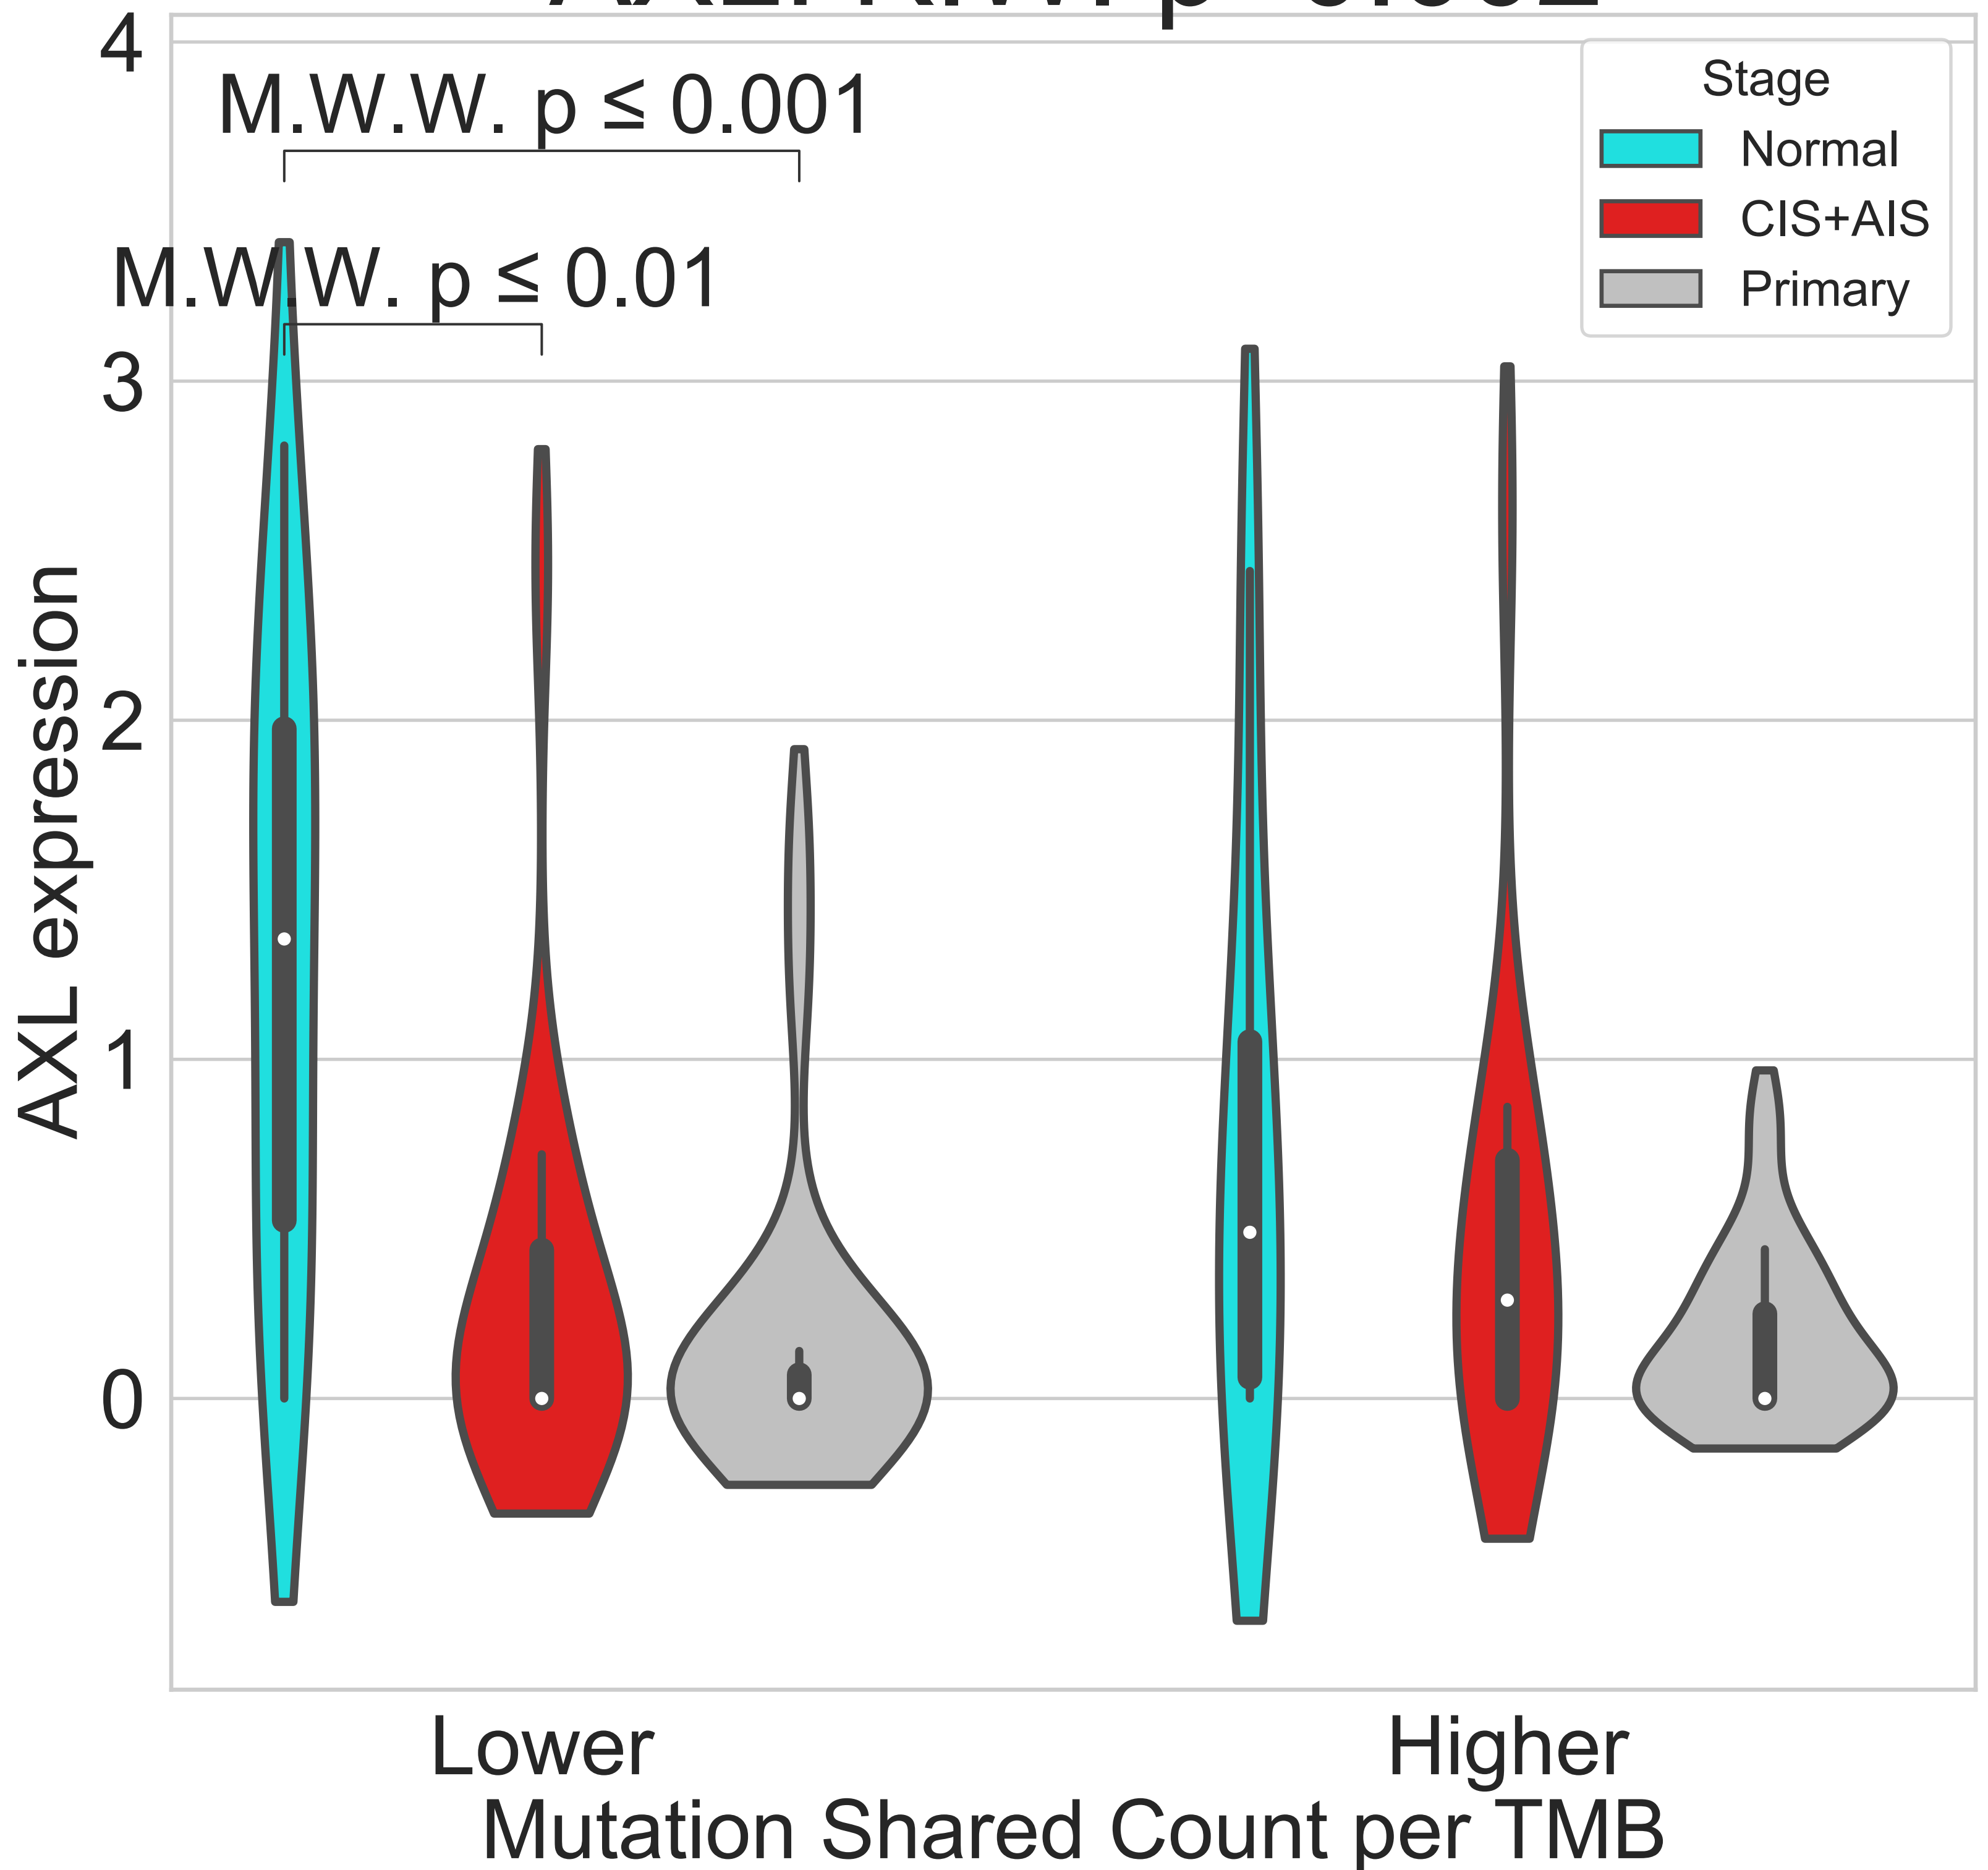 4
M.W.W. p ≤ 0.001
M.W.W. p ≤ 0.01
3
2
1
0
AXL expression
Stage
Normal
CIS+AIS
Primary
Lower Higher
Mutation Shared Count per TMB